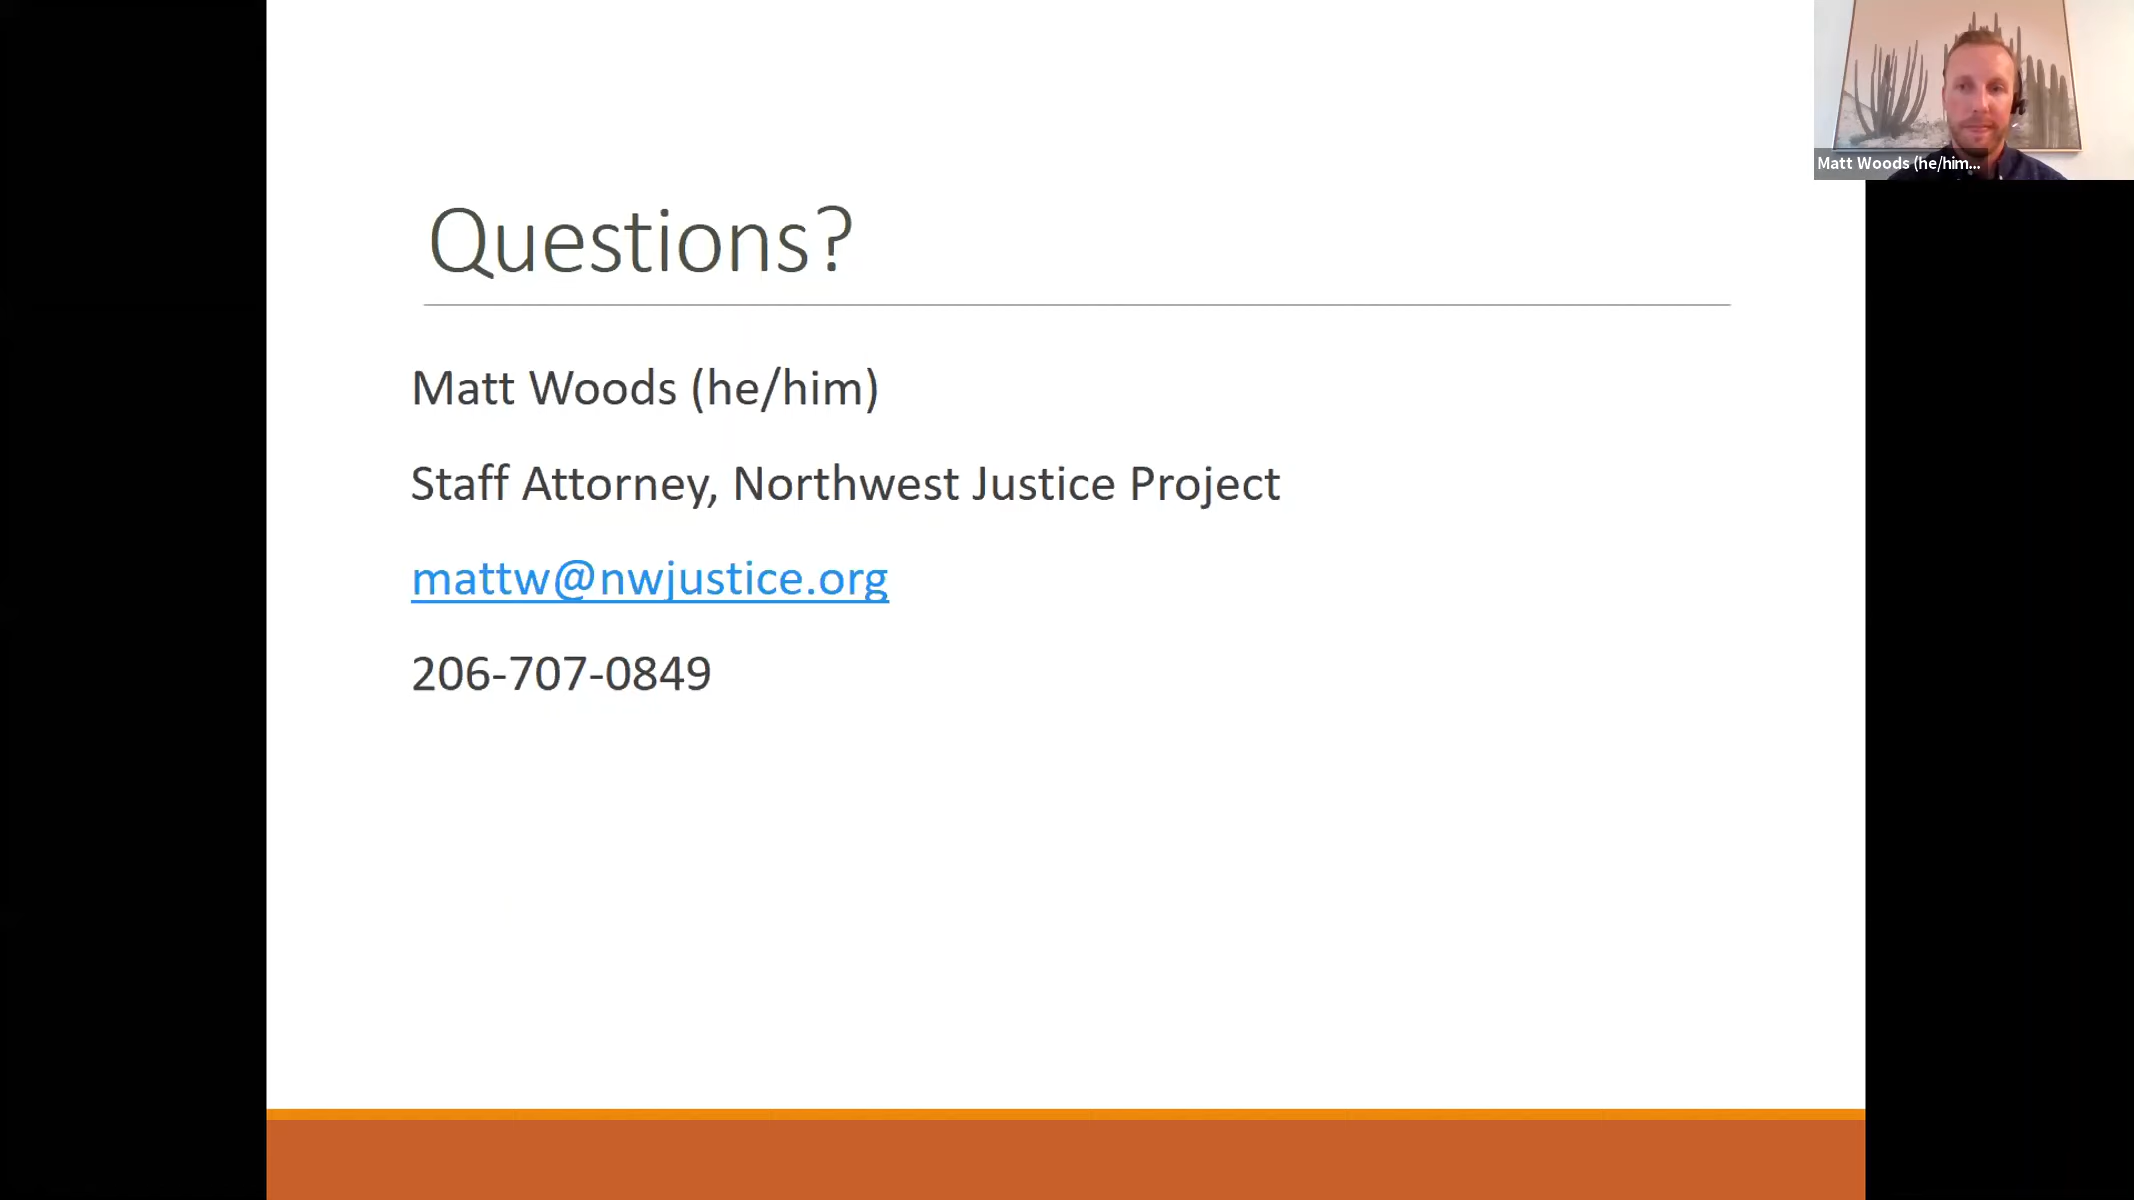 Questions?
Matt Woods (he/him)
Staff Attorney, Northwest Justice Project
mattw@nwjustice.org
206-707-0849
Matt Woods (he/him...